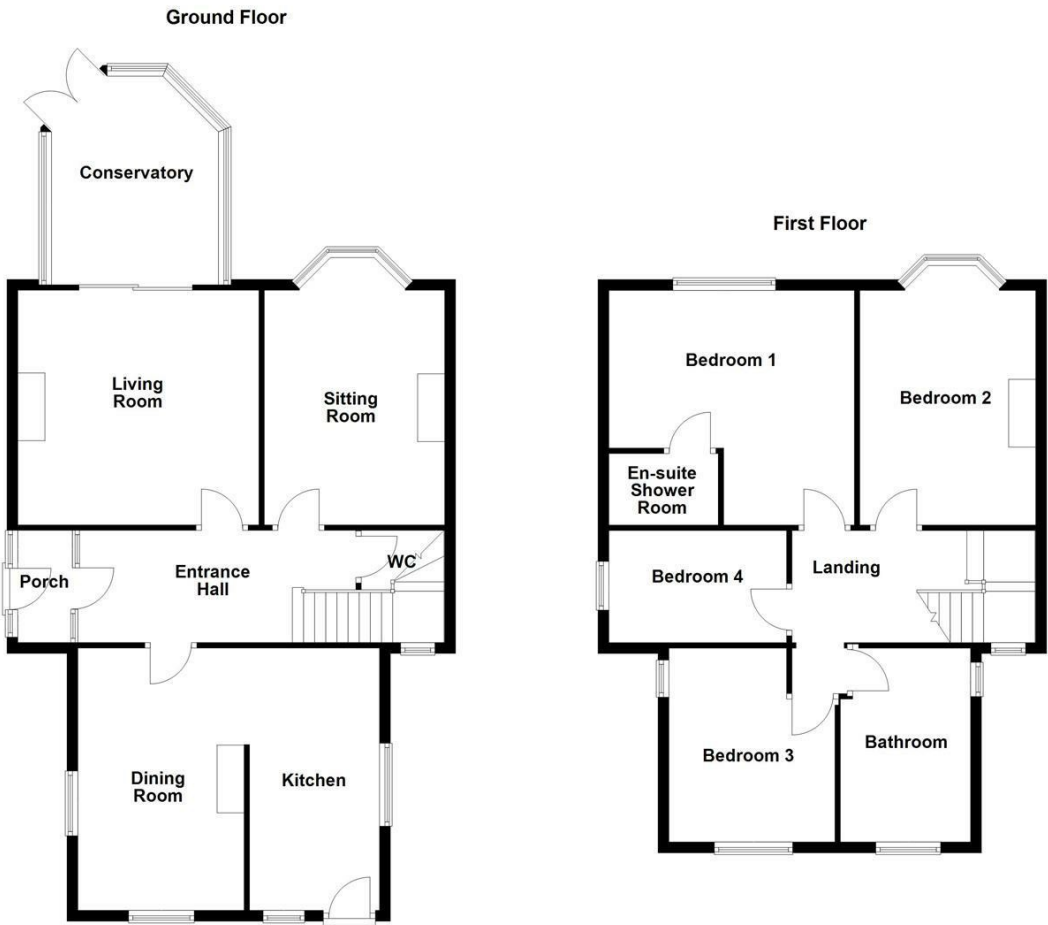 Ground Floor
Conservatory
Living
Room
Sitting
Room
Porch
Entrance
Hall
WC
Dining
Room
Kitchen
First Floor
Bedroom 1
Bedroom 2
En-suite
Shower
Room
Bedroom 4
Landing
Bedroom 3
Bathroom